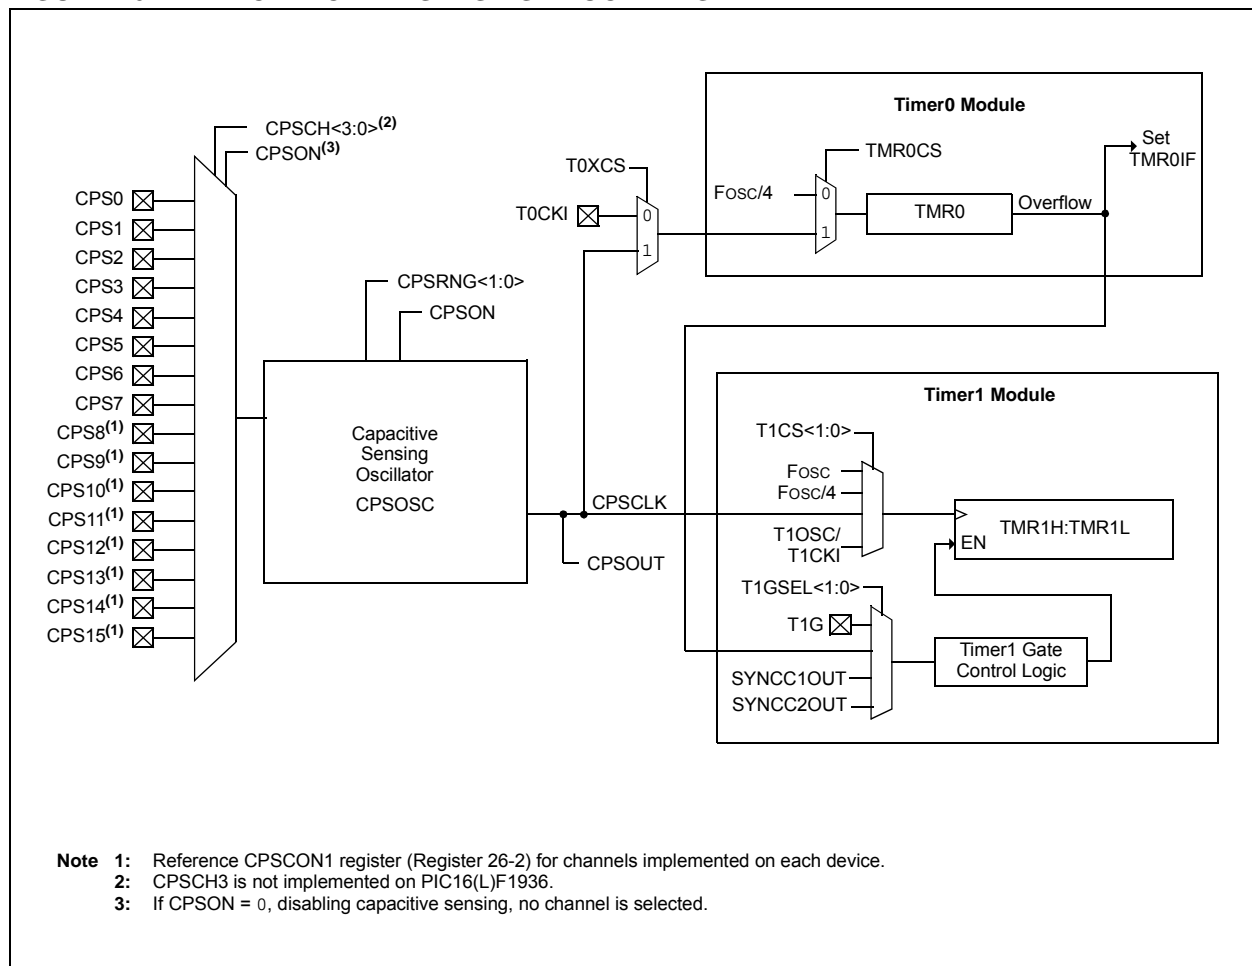 Timer0 Module
CPSCH<3:0>(2)
CPSON(3)
Set
TMR0IF
TMR0CS
T0XCS
FOSC/4
0
1
TMR0
Overflow
T0CKI
0
1
CPS0
CPS1
CPS2
CPS3
CPS4
CPS5
CPS6
CPS7
CPS8(1)
CPS9(1)
CPS10(1)
CPS11(1)
CPS12(1)
CPS13(1)
CPS14(1)
CPS15(1)
CPSRNG<1:0>
CPSON
Capacitive
Sensing
Oscillator
CPSOSC
CPSCLK
CPSOUT
Timer1 Module
T1CS<1:0>
FOSC
FOSC/4
T1OSC/
T1CKI
TMR1H:TMR1L
EN
T1GSEL<1:0>
T1G
SYNCC1OUT
SYNCC2OUT
Timer1 Gate
Control Logic
Note 1: Reference CPSCON1 register (Register 26-2) for channels implemented on each device.
2: CPSCH3 is not implemented on PIC16(L)F1936.
3: If CPSON = 0, disabling capacitive sensing, no channel is selected.